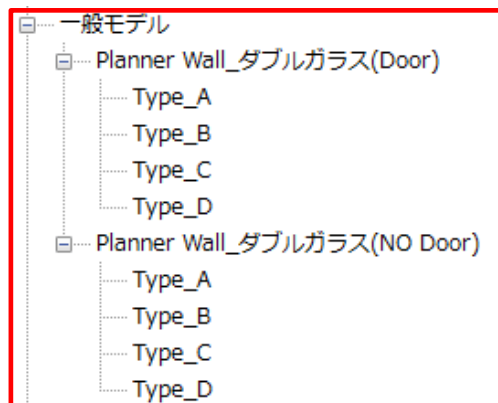 一般モデル
Planner Wall_ダブルガラス(Door)
Type_A
Type_B
Type_C
Type_D
Planner Wall_ダブルガラス(NO Door)
Type_A
Type_B
Type_C
Type_D